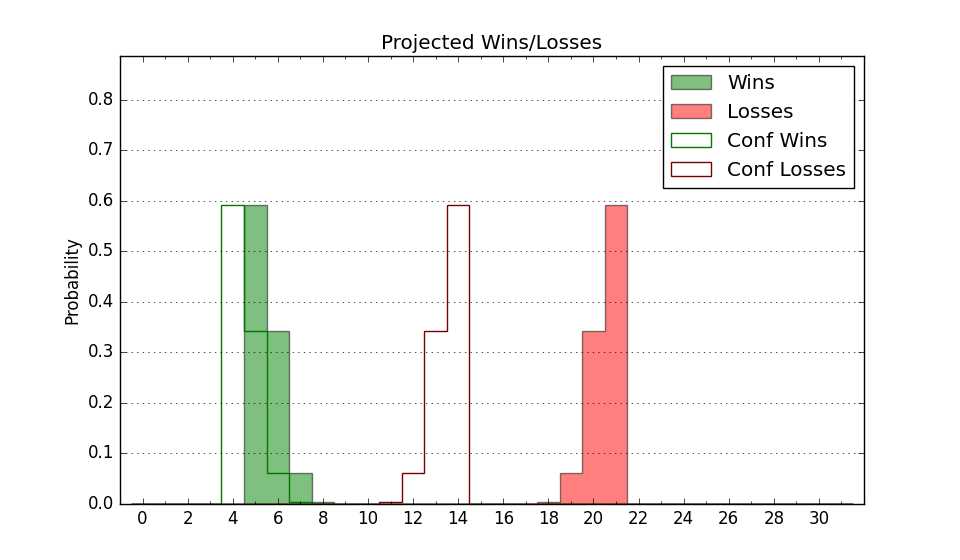 Projected Wins/Losses
Wins
Losses
Conf Wins
Conf Losses
Probability
0.8
0.7
0.6
0.5
0.4
0.3
0.2
0.1
0.0
0 2 4 6 8 10 12 14 16 18 20 22 24 26 28 30